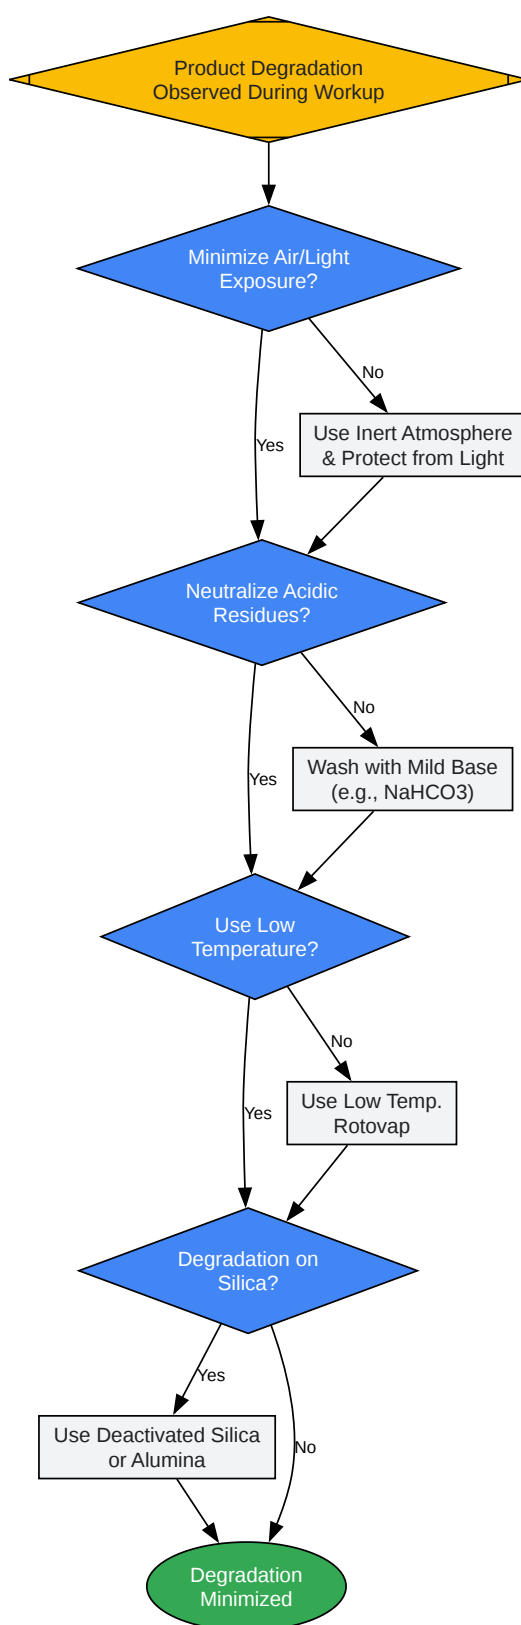 Product Degradation
Observed During Workup
Minimize Air/Light
Exposure?
No
Use Inert Atmosphere
& Protect from Light
Yes
Neutralize Acidic
Residues?
No
Wash with Mild Base
(e.g., NaHCO3)
Yes
Use Low
Temperature?
No
Use Low Temp.
Rotovap
Yes
Degradation on
Silica?
Yes
Use Deactivated Silica
or Alumina
No
Degradation
Minimized